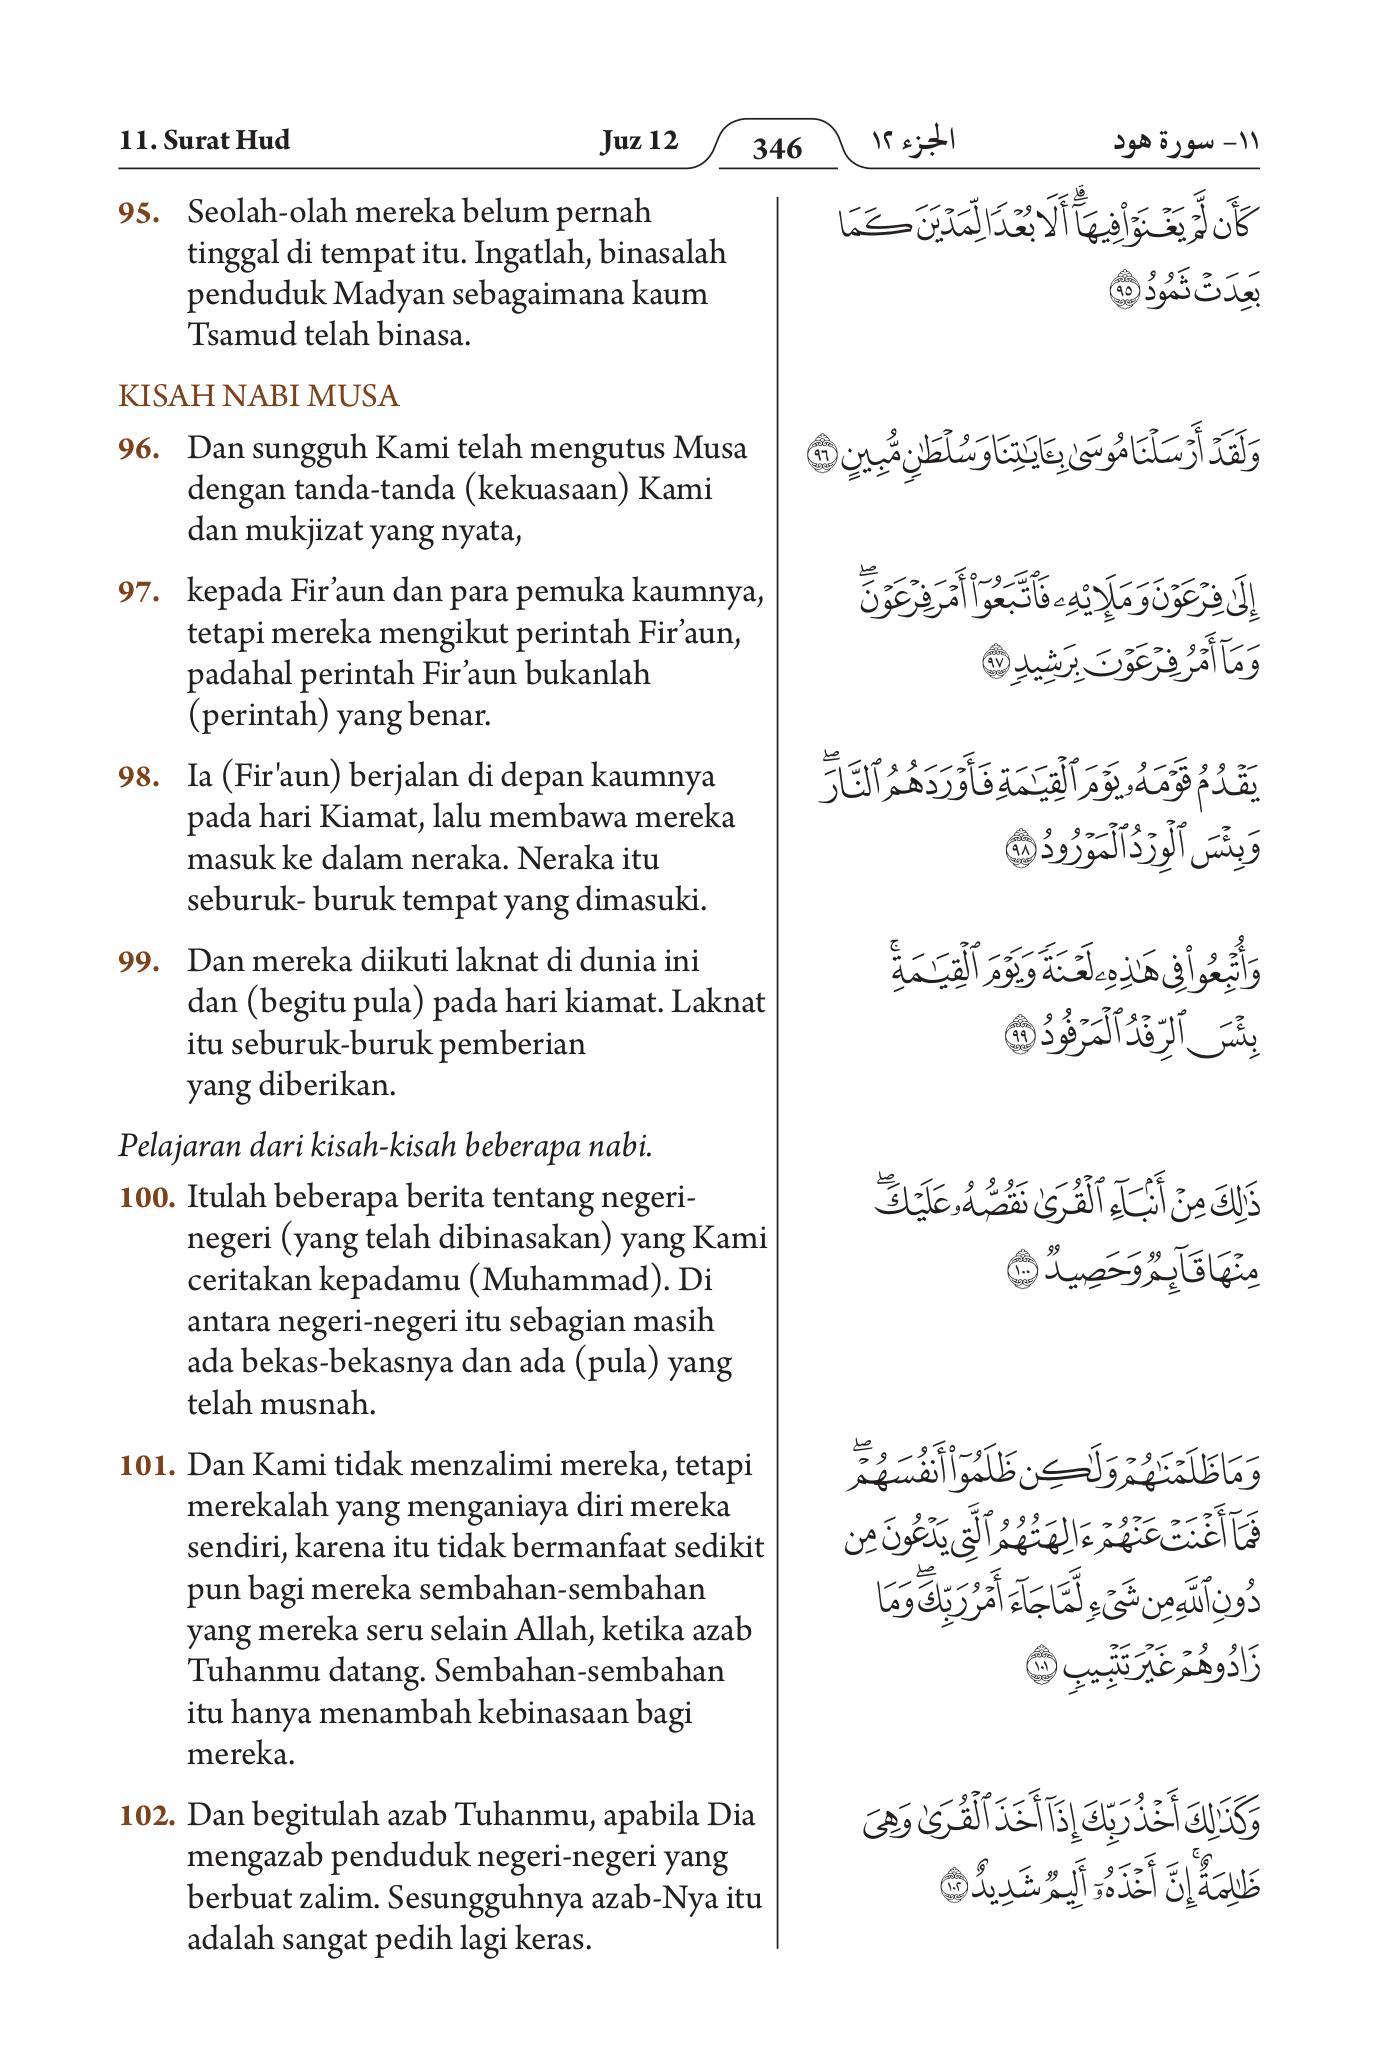 11. Surat Hud
Juz 12
346
الجزء ١٢
١١- سورة هود
95. Seolah-olah mereka belum pernah
tinggal di tempat itu. Ingatlah, binasalah
penduduk Madyan sebagaimana kaum
Tsamud telah binasa.
KISAH NABI MUSA
96. Dan sungguh Kami telah mengutus Musa
dengan tanda-tanda (kekuasaan) Kami
dan mukjizat yang nyata,
97. kepada Fir’aun dan para pemuka kaumnya,
tetapi mereka mengikut perintah Fir’aun,
padahal perintah Fir’aun bukanlah
(perintah) yang benar.
98. Ia (Fir'aun) berjalan di depan kaumnya
pada hari Kiamat, lalu membawa mereka
masuk ke dalam neraka. Neraka itu
seburuk- buruk tempat yang dimasuki.
99. Dan mereka diikuti laknat di dunia ini
dan (begitu pula) pada hari kiamat. Laknat
itu seburuk-buruk pemberian
yang diberikan.
Pelajaran dari kisah-kisah beberapa nabi.
100. Itulah beberapa berita tentang negeri-
negeri (yang telah dibinasakan) yang Kami
ceritakan kepadamu (Muhammad). Di
antara negeri-negeri itu sebagian masih
ada bekas-bekasnya dan ada (pula) yang
telah musnah.
101. Dan Kami tidak menzalimi mereka, tetapi
merekalah yang menganiaya diri mereka
sendiri, karena itu tidak bermanfaat sedikit
pun bagi mereka sembahan-sembahan
yang mereka seru selain Allah, ketika azab
Tuhanmu datang. Sembahan-sembahan
itu hanya menambah kebinasaan bagi
mereka.
102. Dan begitulah azab Tuhanmu, apabila Dia
mengazab penduduk negeri-negeri yang
berbuat zalim. Sesungguhnya azab-Nya itu
adalah sangat pedih lagi keras.
كَأَن لَّمْ يَغْنَوْا۟ فِيهَآ ۗ أَلَا بُعْدًا لِّمَدْيَنَ كَمَا
بَعِدَتْ ثَمُودُ ٩٥
وَلَقَدْ أَرْسَلْنَا مُوسَىٰ بِـَٔايَـٰتِنَا وَسُلْطَـٰنٍ مُّبِينٍ ٩٦
إِلَىٰ فِرْعَوْنَ وَمَلَإِي۟هِۦ فَٱتَّبَعُوٓا۟ أَمْرَ فِرْعَوْنَ ۖ
وَمَآ أَمْرُ فِرْعَوْنَ بِرَشِيدٍ ٩٧
يَقْدُمُ قَوْمَهُۥ يَوْمَ ٱلْقِيَـٰمَةِ فَأَوْرَدَهُمُ ٱلنَّارَ ۖ
وَبِئْسَ ٱلْوِرْدُ ٱلْمَوْرُودُ ٩٨
وَأُتْبِعُوا۟ فِى هَـٰذِهِۦ لَعْنَةً وَيَوْمَ ٱلْقِيَـٰمَةِ ۚ
بِئْسَ ٱلرِّفْدُ ٱلْمَرْفُودُ ٩٩
ذَٰلِكَ مِنْ أَنۢبَآءِ ٱلْقُرَىٰ نَقُصُّهُۥ عَلَيْكَ ۖ
مِنْهَا قَآئِمٌ وَحَصِيدٌ ١٠٠
وَمَا ظَلَمْنَـٰهُمْ وَلَـٰكِن ظَلَمُوٓا۟ أَنفُسَهُمْ ۖ
فَمَآ أَغْنَتْ عَنْهُمْ ءَالِهَتُهُمُ ٱلَّتِى يَدْعُونَ مِن
دُونِ ٱللَّهِ مِن شَىْءٍ لَّمَّا جَآءَ أَمْرُ رَبِّكَ ۖ وَمَا
زَادُوهُمْ غَيْرَ تَتْبِيبٍ ١٠١
وَكَذَٰلِكَ أَخْذُ رَبِّكَ إِذَآ أَخَذَ ٱلْقُرَىٰ وَهِىَ
ظَـٰلِمَةٌ ۚ إِنَّ أَخْذَهُۥٓ أَلِيمٌ شَدِيدٌ ١٠٢